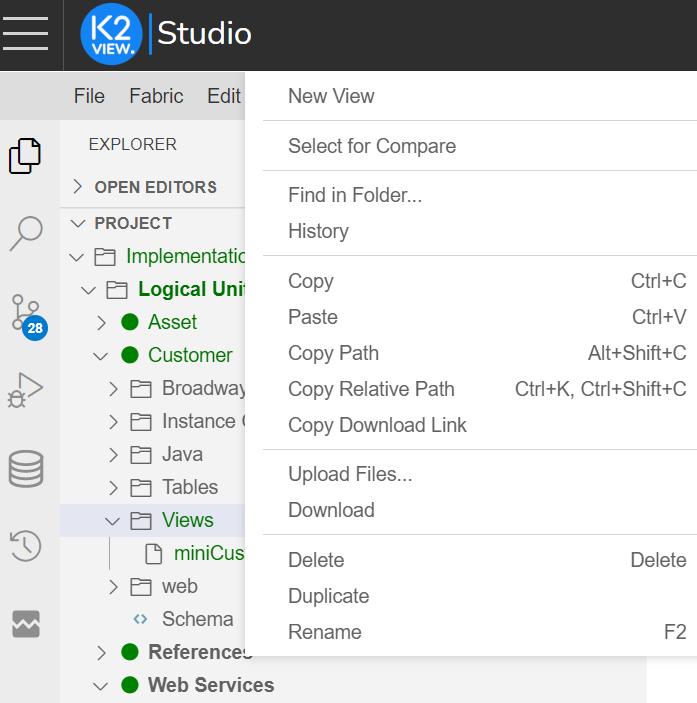 K2
VIEW.
Studio
File Fabric Edit
EXPLORER
OPEN EDITORS
PROJECT
Implementatio
Logical Unit
Asset
Customer
Broadway
Instance
Java
Tables
Views
miniCus
web
Schema
References
Web Services
28
New View
Select for Compare
Find in Folder...
History
Copy Ctrl+C
Paste Ctrl+V
Copy Path Alt+Shift+C
Copy Relative Path Ctrl+K, Ctrl+Shift+C
Copy Download Link
Upload Files...
Download
Delete Delete
Duplicate
Rename F2